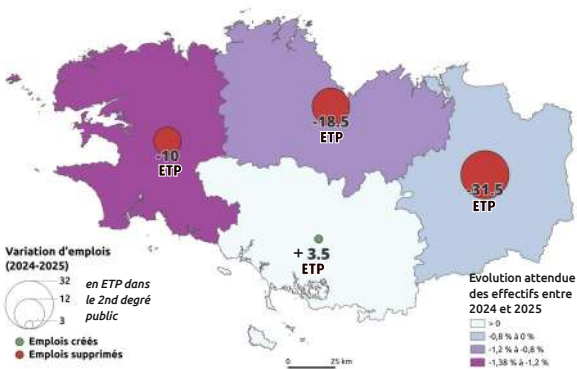 -18.5
ETP
-10
ETP
-31.5
ETP
+ 3.5
ETP
Variation d'emplois
(2024-2025)
32
12
3
en ETP dans
le 2nd degré
public
Emplois créés
Emplois supprimés
0 25 km
Evolution attendue
des effectifs entre
2024 et 2025
> 0
-0,8 % à 0 %
-1,2 % à -0,8 %
-1,38 % à -1,2 %